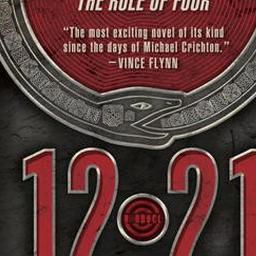 THE RULE OF FOUR
"The most exciting novel of its kind
since the days of Michael Crichton."
—VINCE FLYNN
12•21
a novel